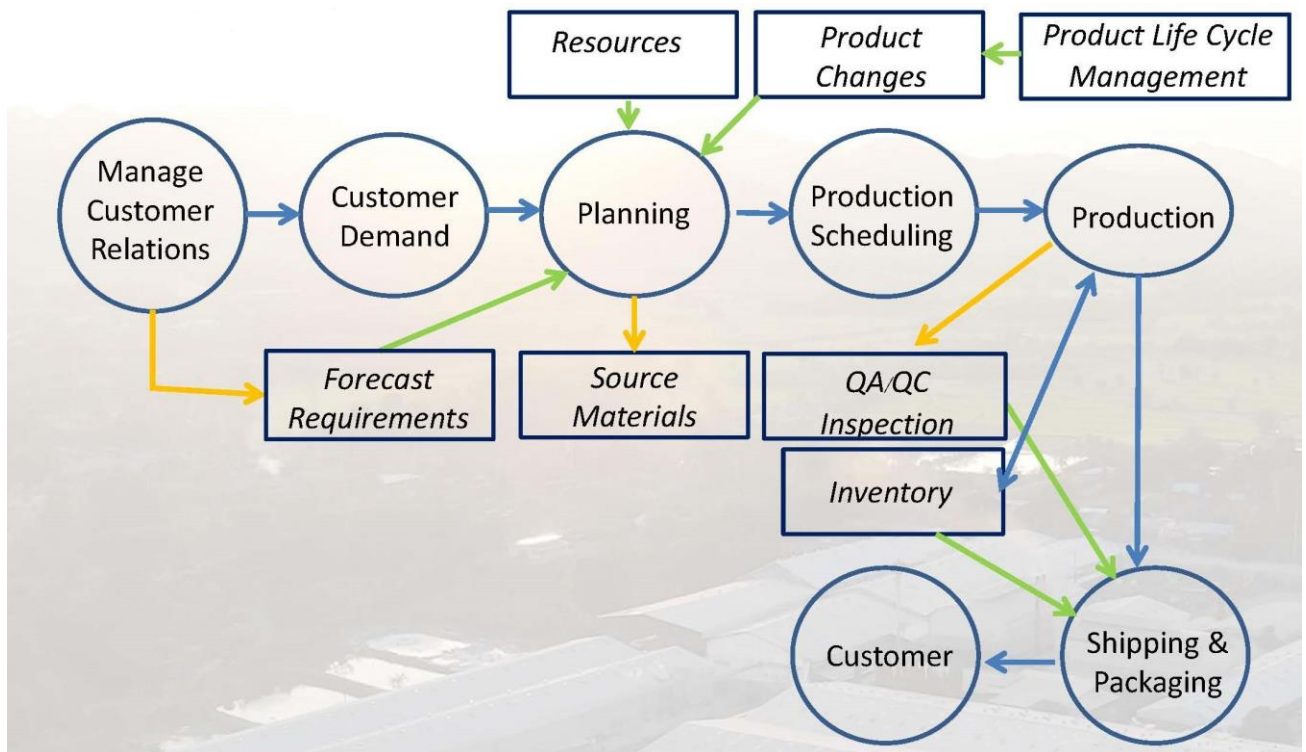 Resources
Product
Changes
Product Life Cycle
Management
Manage
Customer
Relations
Customer
Demand
Planning
Production
Scheduling
Production
Forecast
Requirements
Source
Materials
QA/QC
Inspection
Inventory
Customer
Shipping &
Packaging